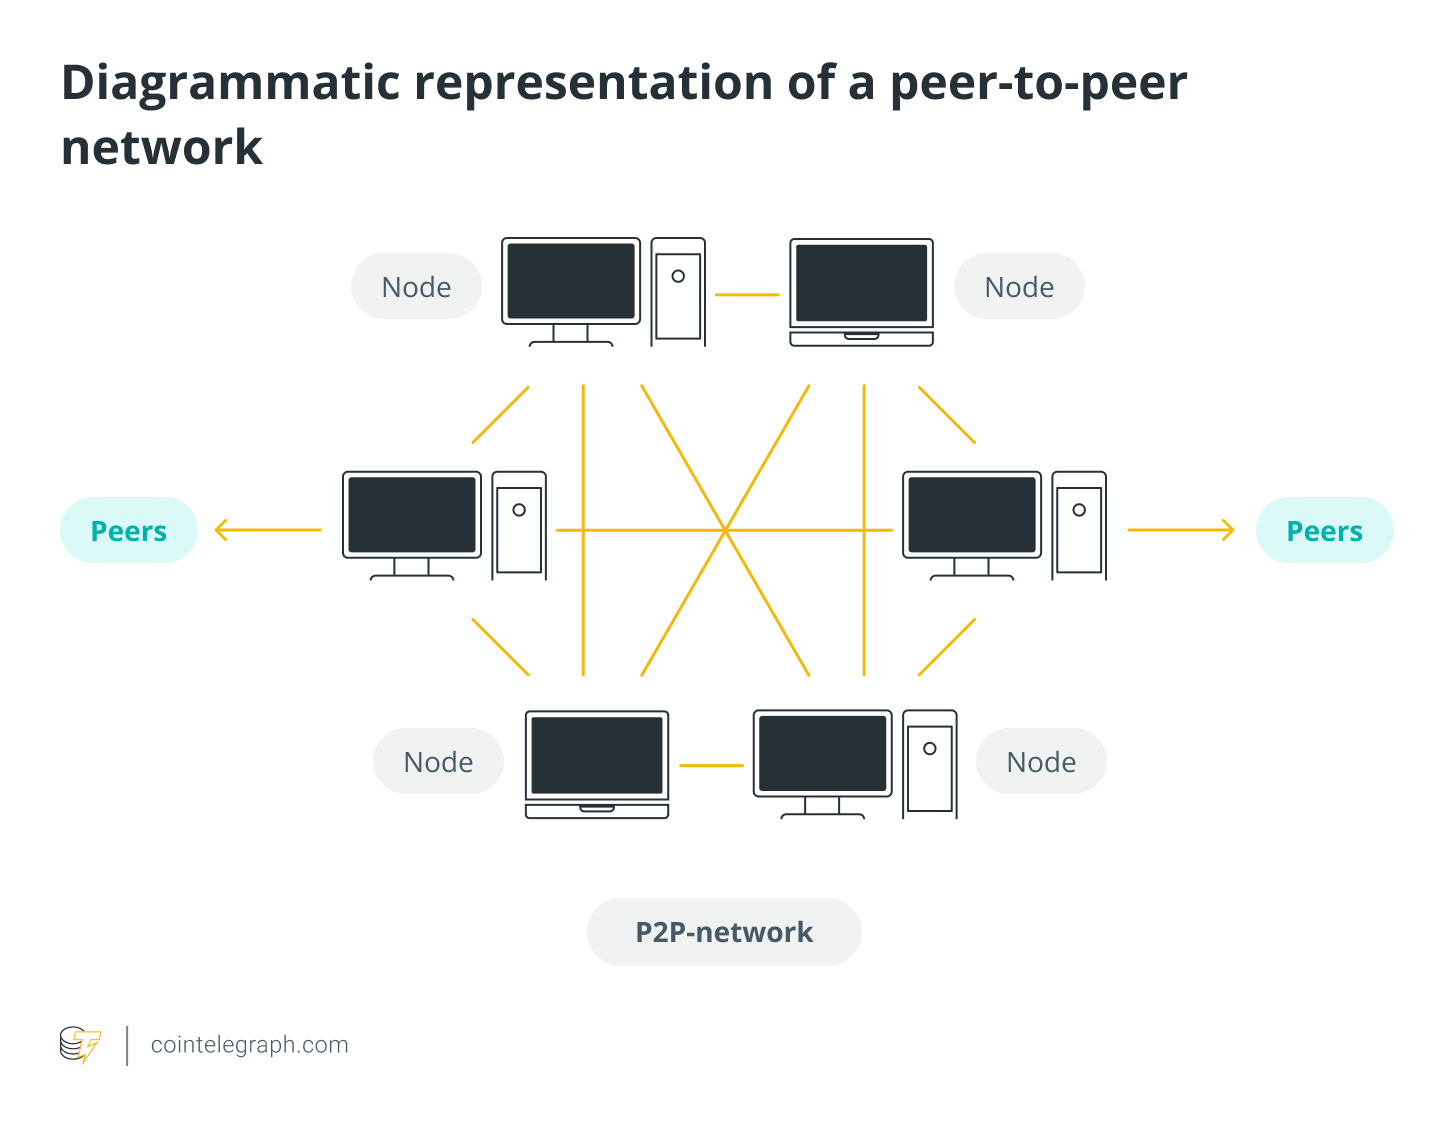 Diagrammatic representation of a peer-to-peer
network
Node
Node
Peers
Peers
Node
Node
P2P-network
cointelegraph.com